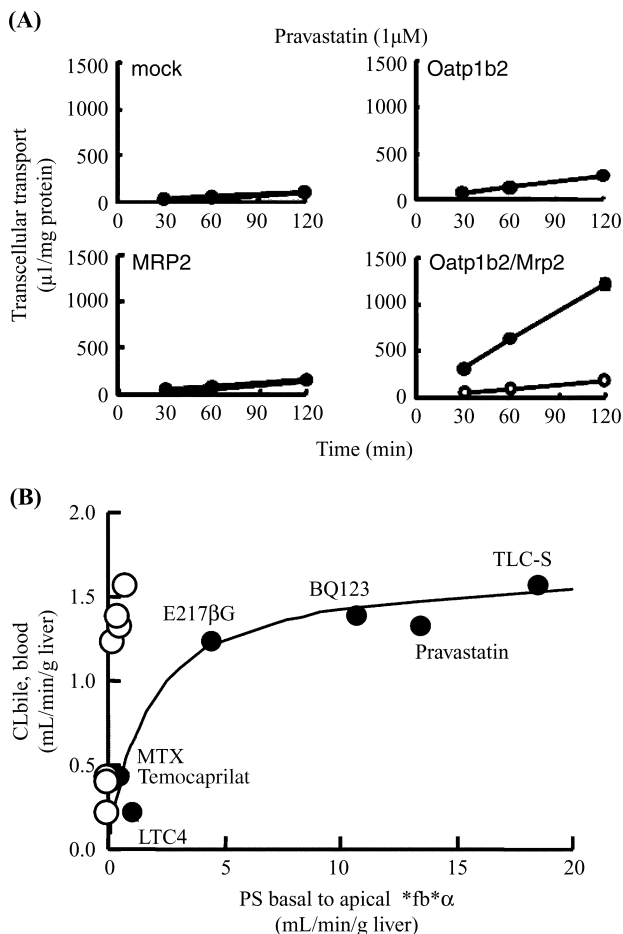 (A)
Pravastatin (1μM)
Transcellular transport
(μl/mg protein)
mock
1500
1000
500
0
0 30 60 90 120
Oatp1b2
1500
1000
500
0
0 30 60 90 120
MRP2
1500
1000
500
0
0 30 60 90 120
Oatp1b2/Mrp2
1500
1000
500
0
0 30 60 90 120
Time (min)
(B)
CLbile, blood
(mL/min/g liver)
2.0
1.5
1.0
0.5
0.0
TLC-S
BQ123
E217βG
Pravastatin
MTX
Temocaprilat
LTC4
0 5 10 15 20
PS basal to apical *fb*α
(mL/min/g liver)